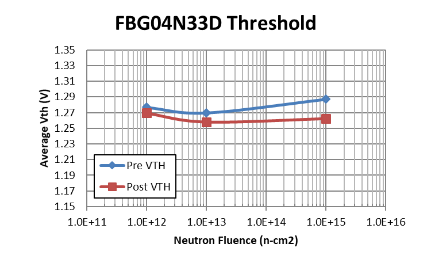 FBG04N33D Threshold
1.35
1.33
1.31
1.29
1.27
1.25
1.23
1.21
1.19
1.17
1.15
Average Vth (V)
Pre VTH
Post VTH
1.0E+11 1.0E+12 1.0E+13 1.0E+14 1.0E+15 1.0E+16
Neutron Fluence (n-cm2)